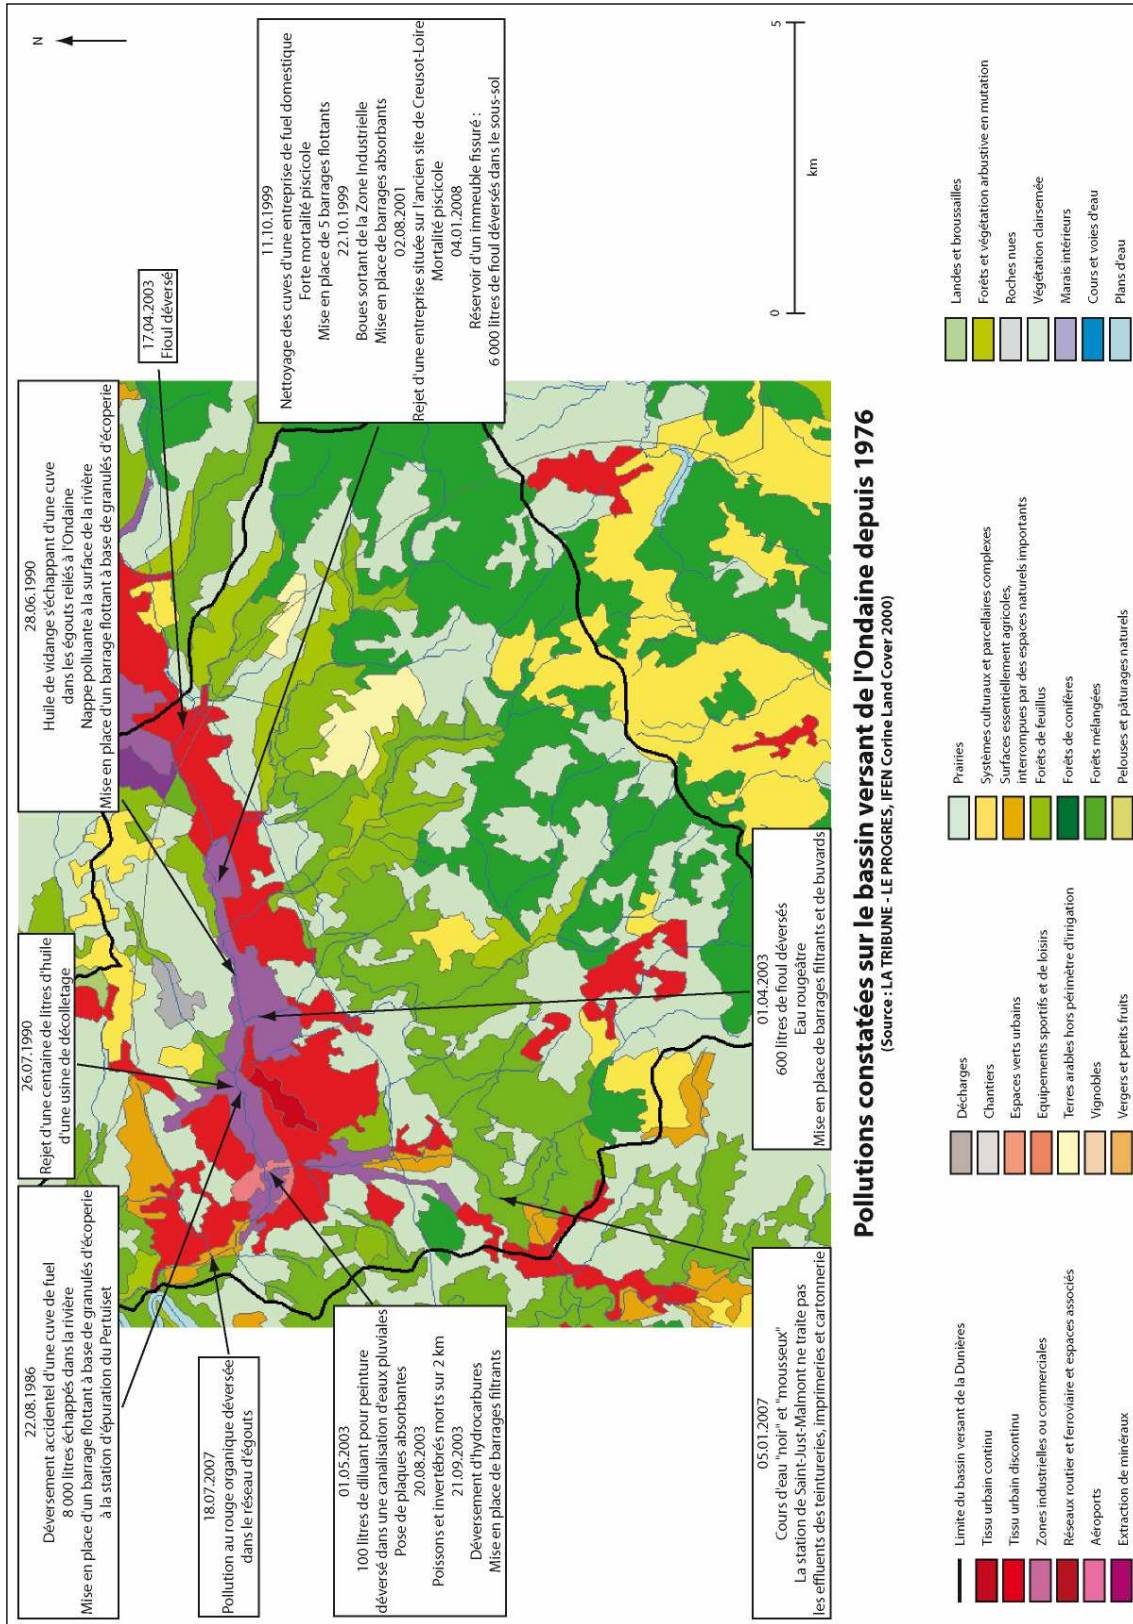 22.08.1986
Déversement accidentel d'une cuve de fuel
8 000 litres échappés dans la rivière
Mise en place d'un barrage flottant à base de granulés d'écoperie
à la station d'épuration du Pertuiset
26.07.1990
Rejet d'une centaine de litres d'huile
d'une usine de décolletage
28.06.1990
Huile de vidange s'échappant d'une cuve
dans les égoûts reliés à l'Ondaine
Nappe polluante à la surface de la rivière
Mise en place d'un barrage flottant à base de granulés d'écoperie
17.04.2003
Fioul déversé
N
18.07.2007
Pollution au rouge organique déversée
dans le réseau d'égouts
11.10.1999
Nettoyage des cuves d'une entreprise de fuel domestique
Forte mortalité piscicole
Mise en place de 5 barrages flottants
22.10.1999
Boues sortant de la Zone Industrielle
Mise en place de barrages absorbants
02.08.2001
Rejet d'une entreprise située sur l'ancien site de Creusot-Loire
Mortalité piscicole
04.01.2008
Réservoir d'un immeuble fissuré :
6 000 litres de fioul déversés dans le sous-sol
01.05.2003
100 litres de diluant pour peinture
déversé dans une canalisation d'eaux pluviales
Pose de plaques absorbantes
20.08.2003
Poissons et invertébrés morts sur 2 km
21.09.2003
Déversement d'hydrocarbures
Mise en place de barrages filtrants
05.01.2007
Cours d'eau "noir" et "mousseux"
La station de Saint-Just-Malmont ne traite pas
les effluents des teintureries, imprimeries et cartonnerie
01.04.2003
600 litres de fioul déversés
Eau rougeâtre
Mise en place de barrages filtrants et de buvards
0 5
km
Pollutions constatées sur le bassin versant de l'Ondaine depuis 1976
(Source : LA TRIBUNE - LE PROGRES, IFEN Corine Land Cover 2000)
Limite du bassin versant de la Dunières
Tissu urbain continu
Tissu urbain discontinu
Zones industrielles ou commerciales
Réseaux routier et ferroviaire et espaces associés
Aéroports
Extraction de minéraux
Décharges
Chantiers
Espaces verts urbains
Equipements sportifs et de loisirs
Terres arables hors périmètre d'irrigation
Vignobles
Vergers et petits fruits
Prairies
Systèmes culturaux et parcellaires complexes
Surfaces essentiellement agricoles,
interrompues par des espaces naturels importants
Forêts de feuillus
Forêts de conifères
Forêts mélangées
Pelouses et pâturages naturels
Landes et broussailles
Forêts et végétation arbustive en mutation
Roches nues
Végétation clairsemée
Marais intérieurs
Cours et voies d'eau
Plans d'eau